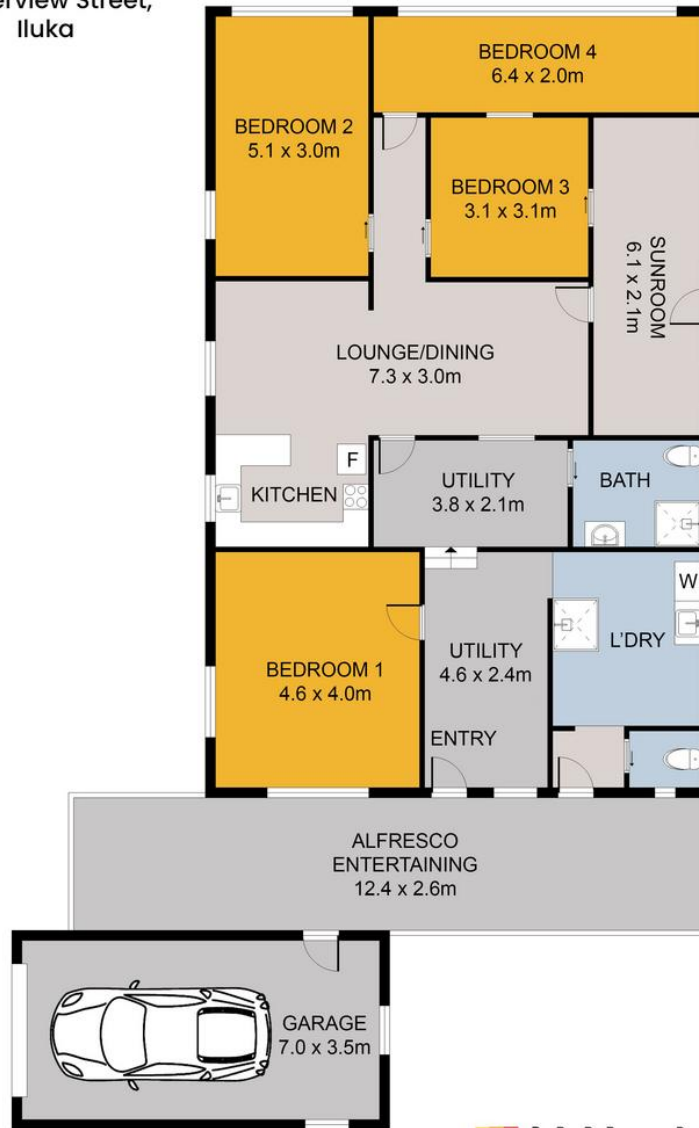 Iluka
BEDROOM 4
6.4 x 2.0m
BEDROOM 2
5.1 x 3.0m
BEDROOM 3
3.1 x 3.1m
SUNROOM
6.1 x 2.1m
LOUNGE/DINING
7.3 x 3.0m
F
KITCHEN
UTILITY
3.8 x 2.1m
BATH
W
BEDROOM 1
4.6 x 4.0m
UTILITY
4.6 x 2.4m
L'DRY
ENTRY
ALFRESCO
ENTERTAINING
12.4 x 2.6m
GARAGE
7.0 x 3.5m